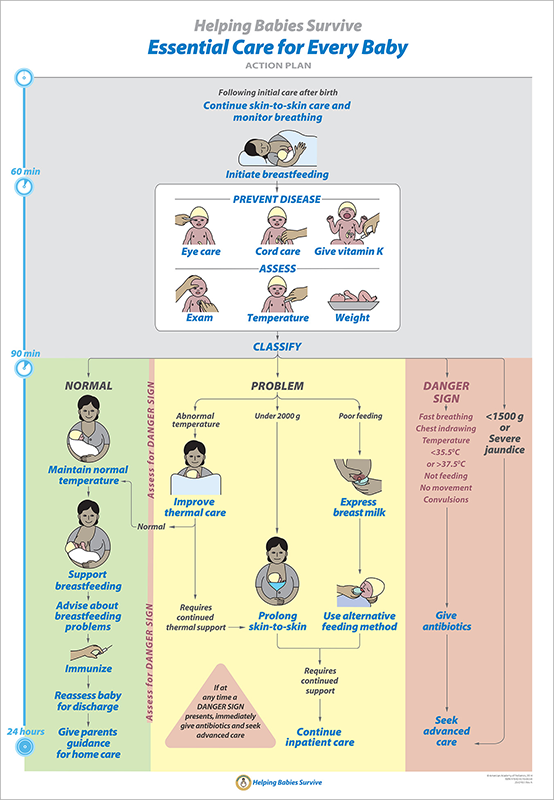 Helping Babies Survive
Essential Care for Every Baby
ACTION PLAN
Following initial care after birth
Continue skin-to-skin care and
monitor breathing
Initiate breastfeeding
60 min
PREVENT DISEASE
Eye care
Cord care
Give vitamin K
ASSESS
Exam
Temperature
Weight
CLASSIFY
90 min
NORMAL
Maintain normal
temperature
Support
breastfeeding
Advise about
breastfeeding
problems
Immunize
Reassess baby
for discharge
Give parents
guidance
for home care
24 hours
Assess for DANGER SIGN
Assess for DANGER SIGN
PROBLEM
Abnormal
temperature
Improve
thermal care
Normal
Requires
continued
thermal support
Under 2000 g
Prolong
skin-to-skin
Poor feeding
Express
breast milk
Use alternative
feeding method
Requires
continued
support
Continue
inpatient care
If at
any time a
DANGER SIGN
presents, immediately
give antibiotics and seek
advanced care
DANGER
SIGN
Fast breathing
Chest indrawing
Temperature
<35.5ºC
or >37.5ºC
Not feeding
No movement
Convulsions
Give
antibiotics
Seek
advanced
care
<1500 g
or
Severe
jaundice
Helping Babies Survive